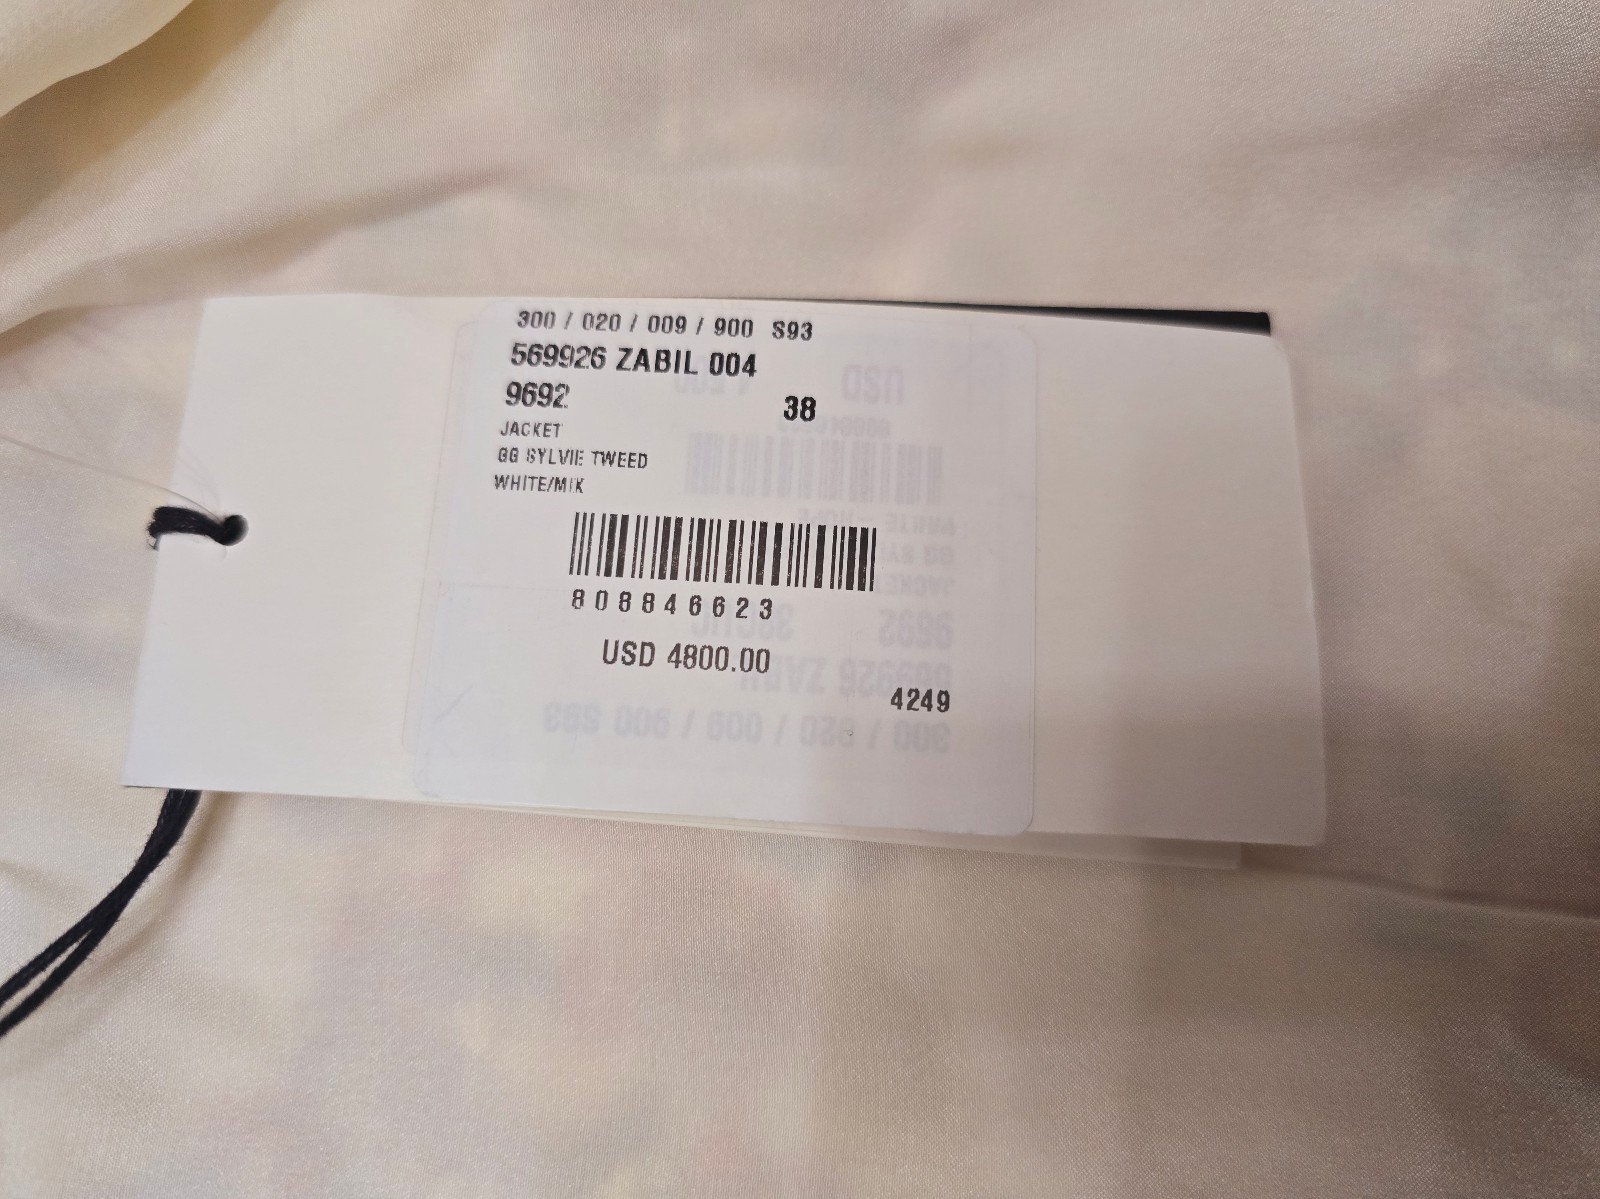 300 / 020 / 009 / 900 S93
569926 ZABIL 004
9692 38
JACKET
GG SYLVIE TWEED
WHITE/MIX
808846623
USD 4800.00
4249